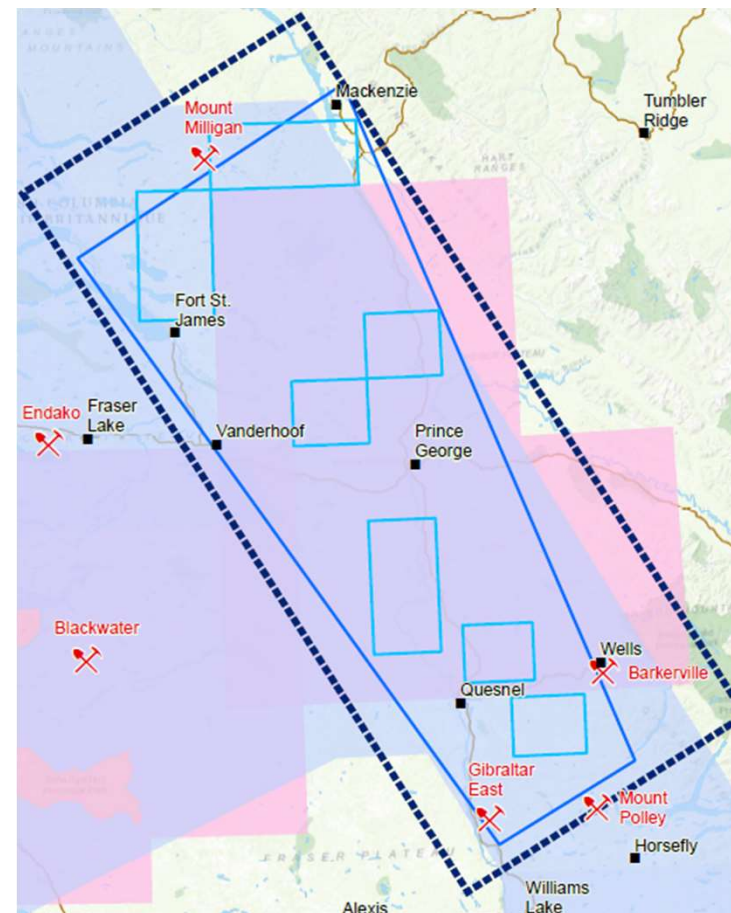 Mackenzie
Tumbler
Ridge
Mount
Milligan
HART
RANGES
Fort St.
James
Endako
Fraser
Lake
Vanderhoof
Prince
George
Blackwater
Wells
Barkerville
Quesnel
Gibraltar
East
Mount
Polley
Horsefly
FRASER PLATEAU
Williams
Lake
Alexis